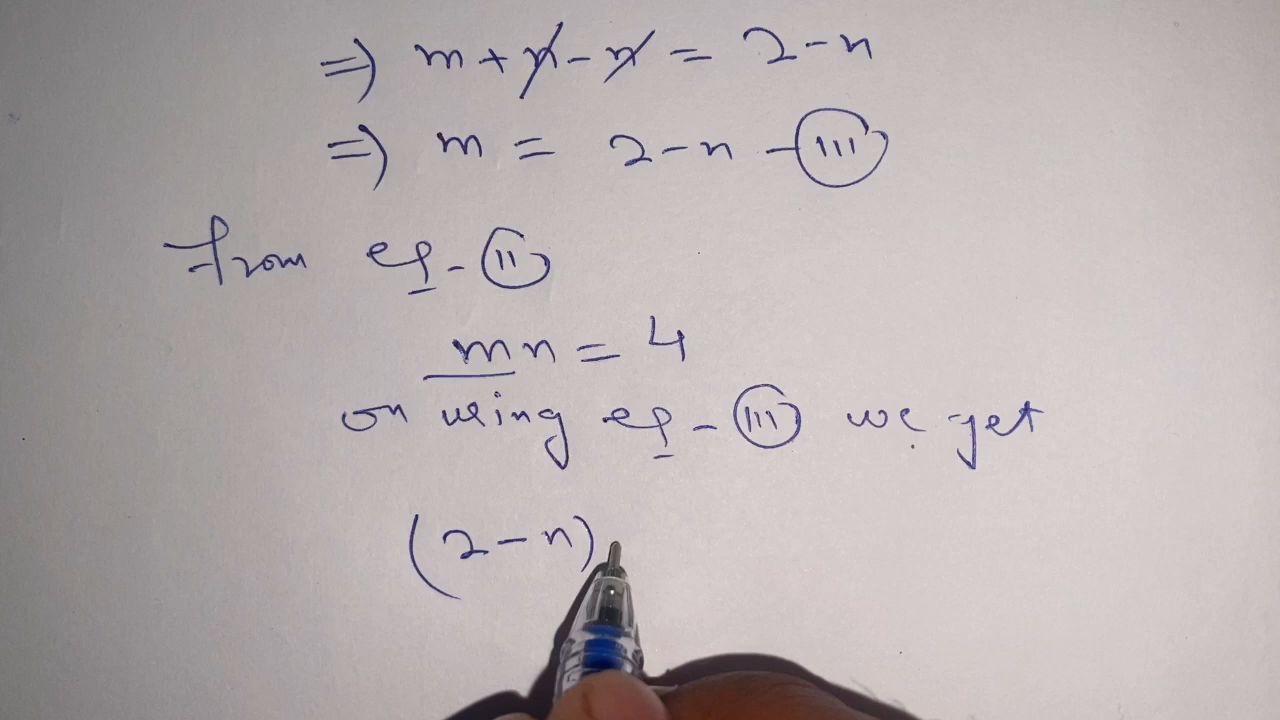 ⇒ m + n - n = 2 - n
⇒ m = 2 - n - (III)
from eq - (II)
mn = 4
on using eq - (III) we get
(2 - n)